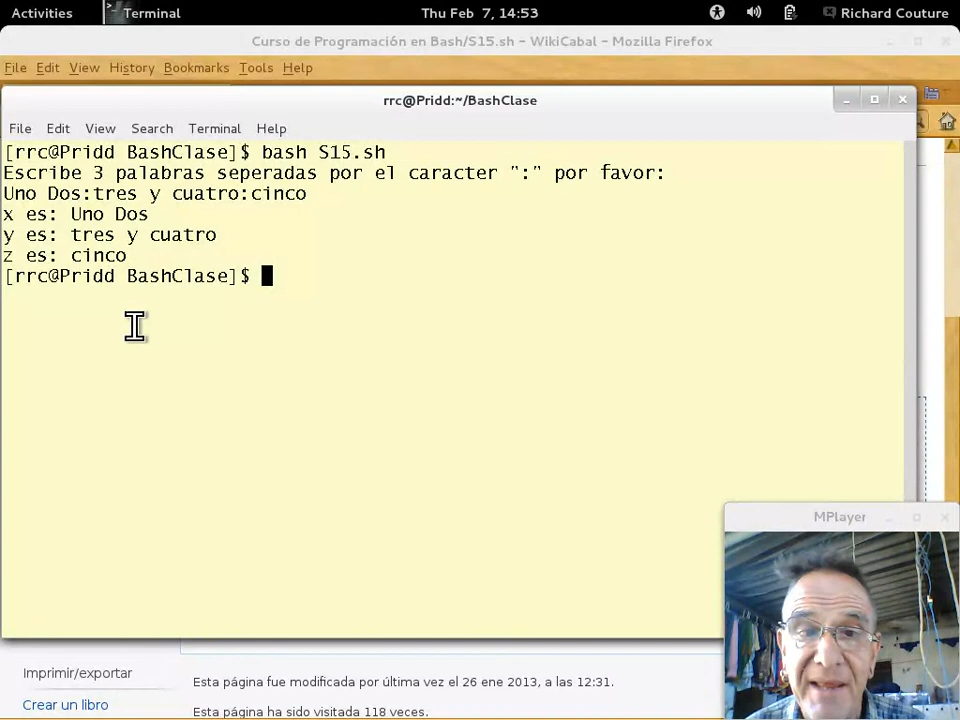 Activities Terminal Thu Feb 7, 14:53 Richard Couture
Curso de Programación en Bash/S15.sh – WikiCabal – Mozilla Firefox
File Edit View History Bookmarks Tools Help
rrc@Pridd:~/BashClase
File Edit View Search Terminal Help
[rrc@Pridd BashClase]$ bash S15.sh
Escribe 3 palabras seperadas por el caracter ":" por favor:
Uno Dos:tres y cuatro:cinco
x es: Uno Dos
y es: tres y cuatro
z es: cinco
[rrc@Pridd BashClase]$
MPlayer
Imprimir/exportar
Crear un libro
Esta página fue modificada por última vez el 26 ene 2013, a las 12:31.
Esta página ha sido visitada 118 veces.